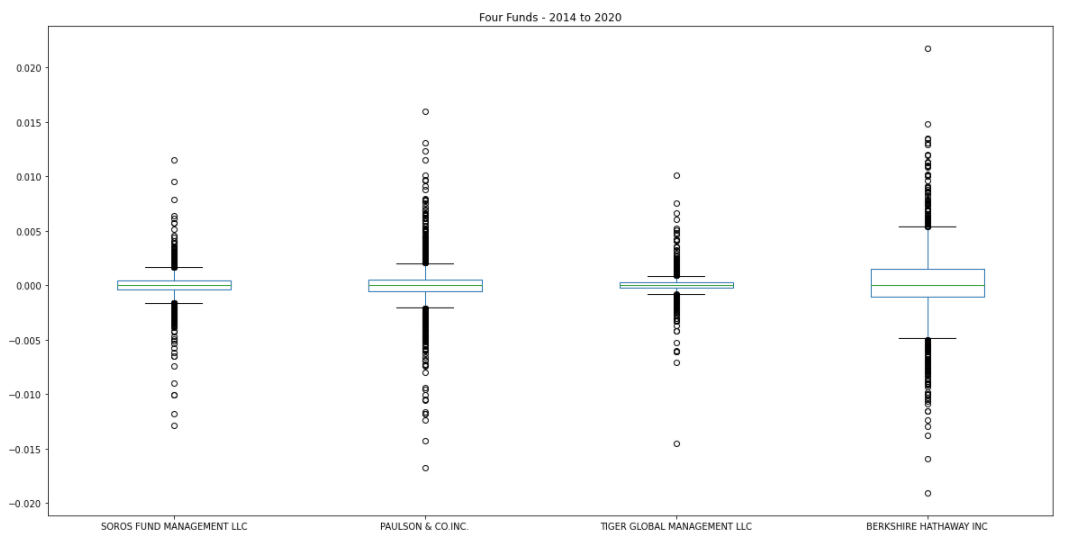 Four Funds - 2014 to 2020
0.020
0.015
0.010
0.005
0.000
−0.005
−0.010
−0.015
−0.020
SOROS FUND MANAGEMENT LLC
PAULSON & CO.INC.
TIGER GLOBAL MANAGEMENT LLC
BERKSHIRE HATHAWAY INC